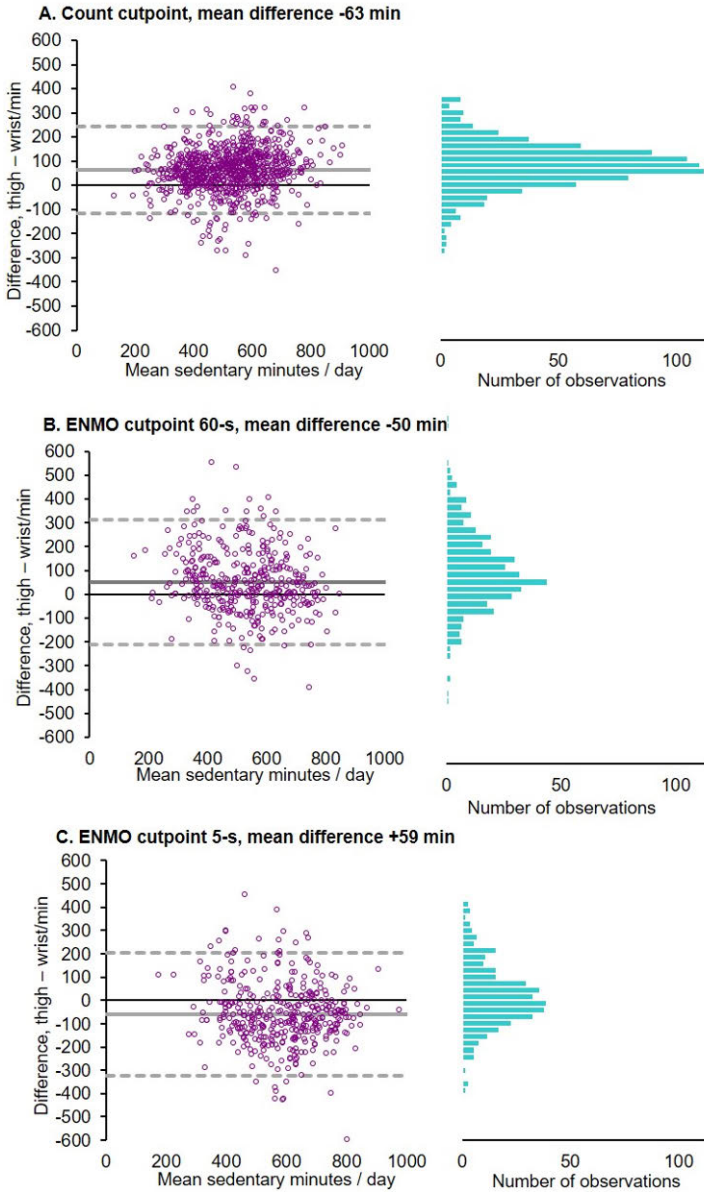 A. Count cutpoint, mean difference -63 min
600
500
400
300
200
100
0
-100
-200
-300
-400
-500
-600
Difference, thigh – wrist/min
0 200 400 600 800 1000
Mean sedentary minutes / day
0 50 100
Number of observations
B. ENMO cutpoint 60-s, mean difference -50 min
600
500
400
300
200
100
0
-100
-200
-300
-400
-500
-600
Difference, thigh – wrist/min
0 200 400 600 800 1000
Mean sedentary minutes / day
0 50 100
Number of observations
C. ENMO cutpoint 5-s, mean difference +59 min
600
500
400
300
200
100
0
-100
-200
-300
-400
-500
-600
Difference, thigh – wrist/min
0 200 400 600 800 1000
Mean sedentary minutes / day
0 50 100
Number of observations